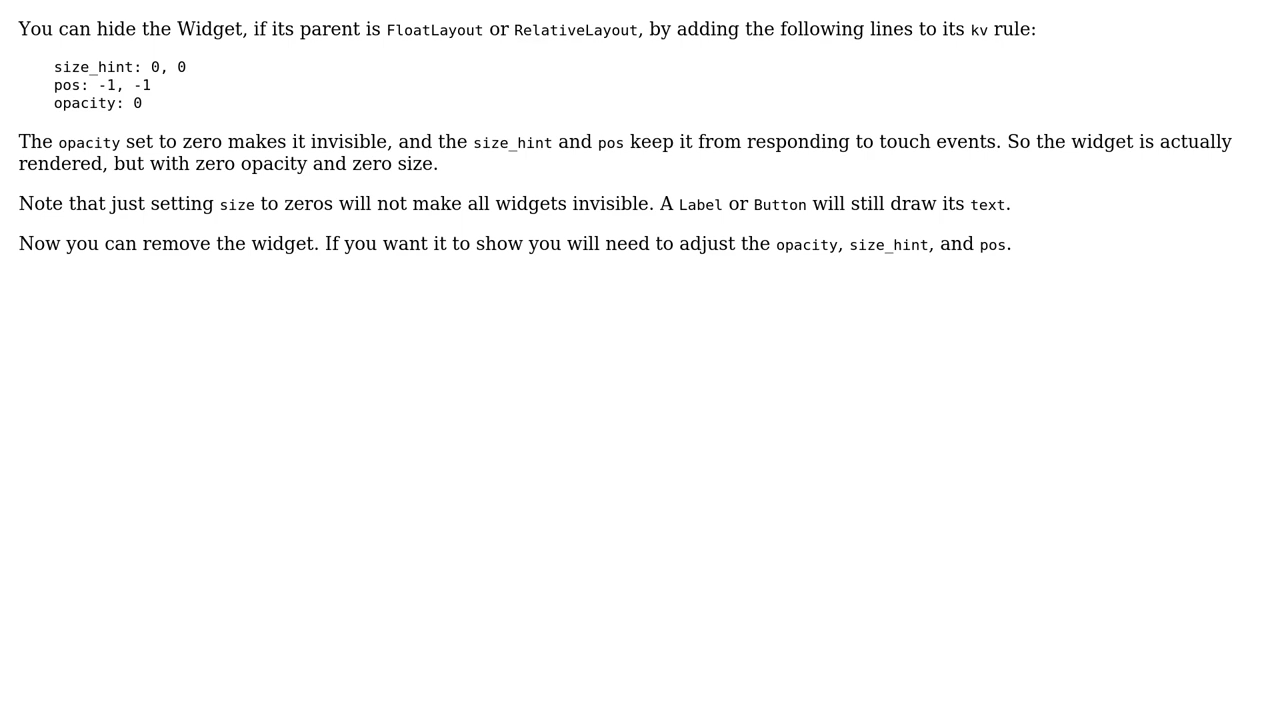 You can hide the Widget, if its parent is FloatLayout or RelativeLayout, by adding the following lines to its kv rule:
size_hint: 0, 0
pos: -1, -1
opacity: 0
The opacity set to zero makes it invisible, and the size_hint and pos keep it from responding to touch events. So the widget is actually
rendered, but with zero opacity and zero size.
Note that just setting size to zeros will not make all widgets invisible. A Label or Button will still draw its text.
Now you can remove the widget. If you want it to show you will need to adjust the opacity, size_hint, and pos.